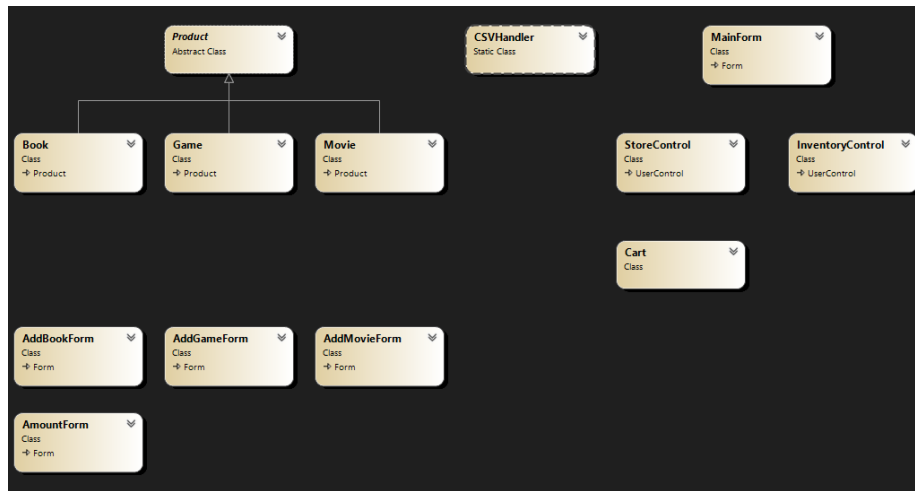 Product
Abstract Class
CSVHandler
Static Class
MainForm
Class
Form
Book
Class
Product
Game
Class
Product
Movie
Class
Product
StoreControl
Class
UserControl
InventoryControl
Class
UserControl
Cart
Class
AddBookForm
Class
Form
AddGameForm
Class
Form
AddMovieForm
Class
Form
AmountForm
Class
Form